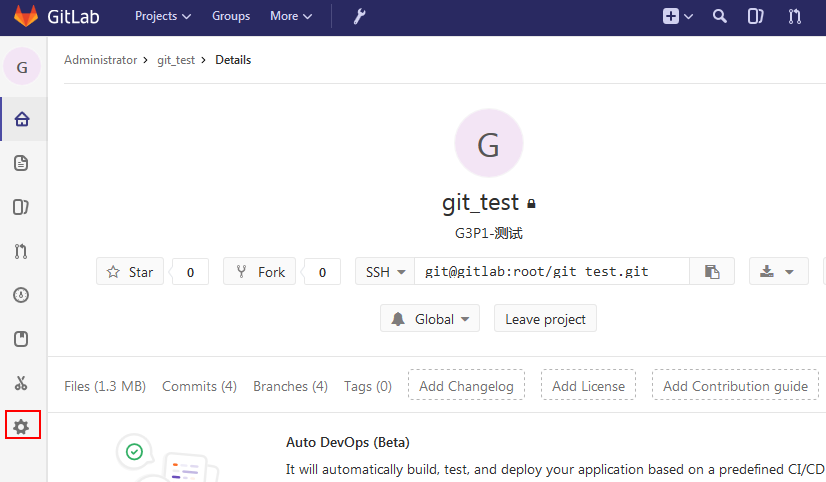 GitLab Projects Groups More
G Administrator > git_test > Details
G
git_test
G3P1-测试
Star 0 Fork 0 SSH git@gitlab:root/git_test.git
Global Leave project
Files (1.3 MB) Commits (4) Branches (4) Tags (0) Add Changelog Add License Add Contribution guide
Auto DevOps (Beta)
It will automatically build, test, and deploy your application based on a predefined CI/CD